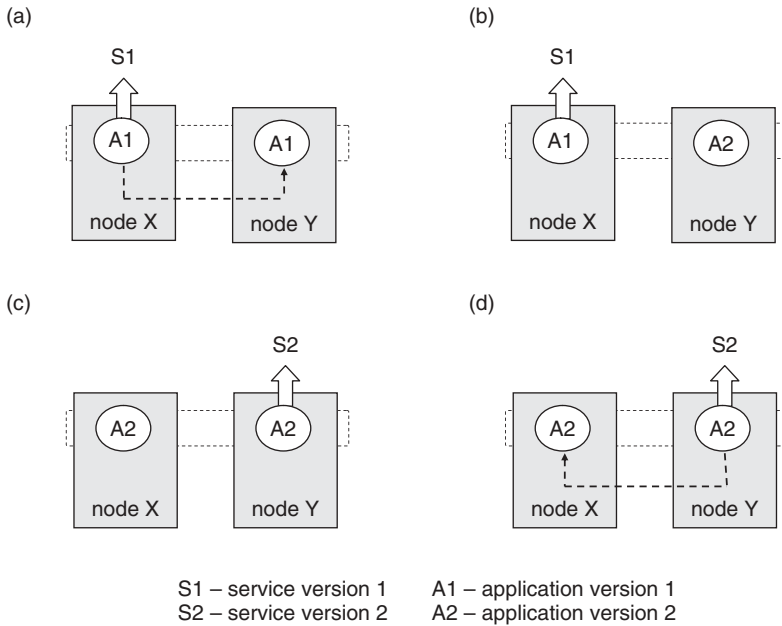 (a)
S1
A1
A1
node X
node Y
(b)
S1
A1
A2
node X
node Y
(c)
S2
A2
A2
node X
node Y
(d)
S2
A2
A2
node X
node Y
S1 – service version 1 A1 – application version 1
S2 – service version 2 A2 – application version 2